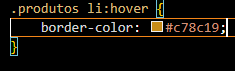 .produtos li:hover {
    border-color: #c78c19;
}